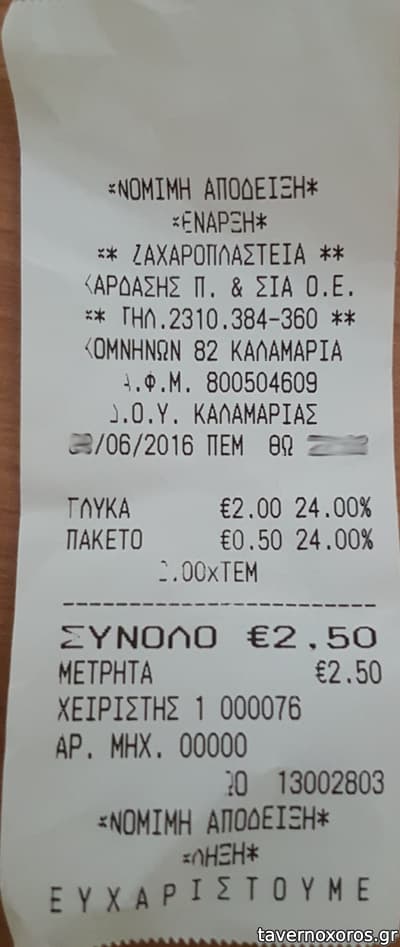 *ΝΟΜΙΜΗ ΑΠΟΔΕΙΞΗ*
*ΕΝΑΡΞΗ*
** ΖΑΧΑΡΟΠΛΑΣΤΕΙΑ **
ΚΑΡΔΑΣΗΣ Π. & ΣΙΑ Ο.Ε.
** ΤΗΛ.2310.384-360 **
ΚΟΜΝΗΝΩΝ 82 ΚΑΛΑΜΑΡΙΑ
Α.Φ.Μ. 800504609
Δ.Ο.Υ. ΚΑΛΑΜΑΡΙΑΣ
/06/2016 ΠΕΜ ΘΩ
ΓΛΥΚΑ €2.00 24.00%
ΠΑΚΕΤΟ €0.50 24.00%
.00xΤΕΜ
ΣΥΝΟΛΟ €2,50
ΜΕΤΡΗΤΑ €2.50
ΧΕΙΡΙΣΤΗΣ 1 000076
ΑΡ. ΜΗΧ. 00000
13002803
*ΝΟΜΙΜΗ ΑΠΟΔΕΙΞΗ*
*ΛΗΞΗ*
ΕΥΧΑΡΙΣΤΟΥΜΕ
tavernoxoros.gr